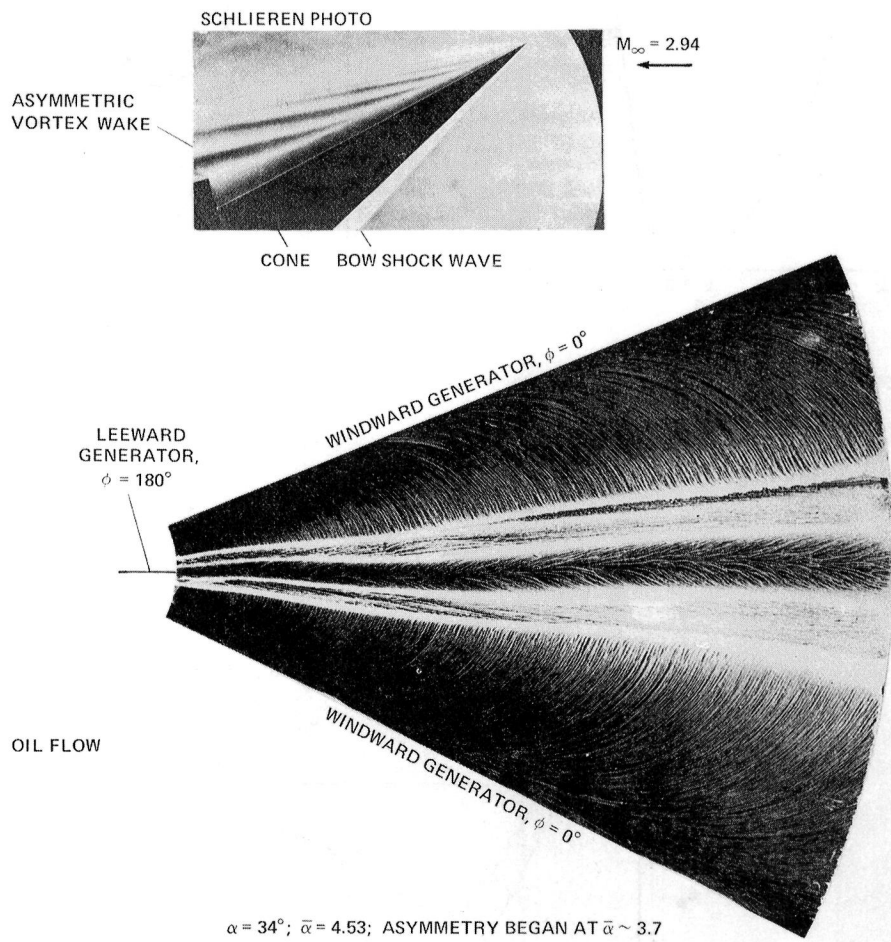 SCHLIEREN PHOTO
M∞ = 2.94
ASYMMETRIC
VORTEX WAKE
CONE
BOW SHOCK WAVE
WINDWARD GENERATOR, ϕ = 0°
LEEWARD
GENERATOR,
ϕ = 180°
WINDWARD GENERATOR, ϕ = 0°
OIL FLOW
α = 34°; ᾱ = 4.53; ASYMMETRY BEGAN AT ᾱ ~ 3.7